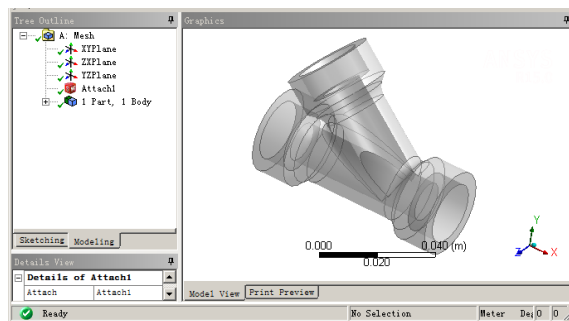 Tree Outline
A: Mesh
XYPlane
ZXPlane
YZPlane
Attach1
1 Part, 1 Body
Sketching Modeling
Details View
Details of Attach1
Attach Attach1
Graphics
0.000 0.040 (m)
0.020
Y
Z X
Model View Print Preview
Ready No Selection Meter De 0 0